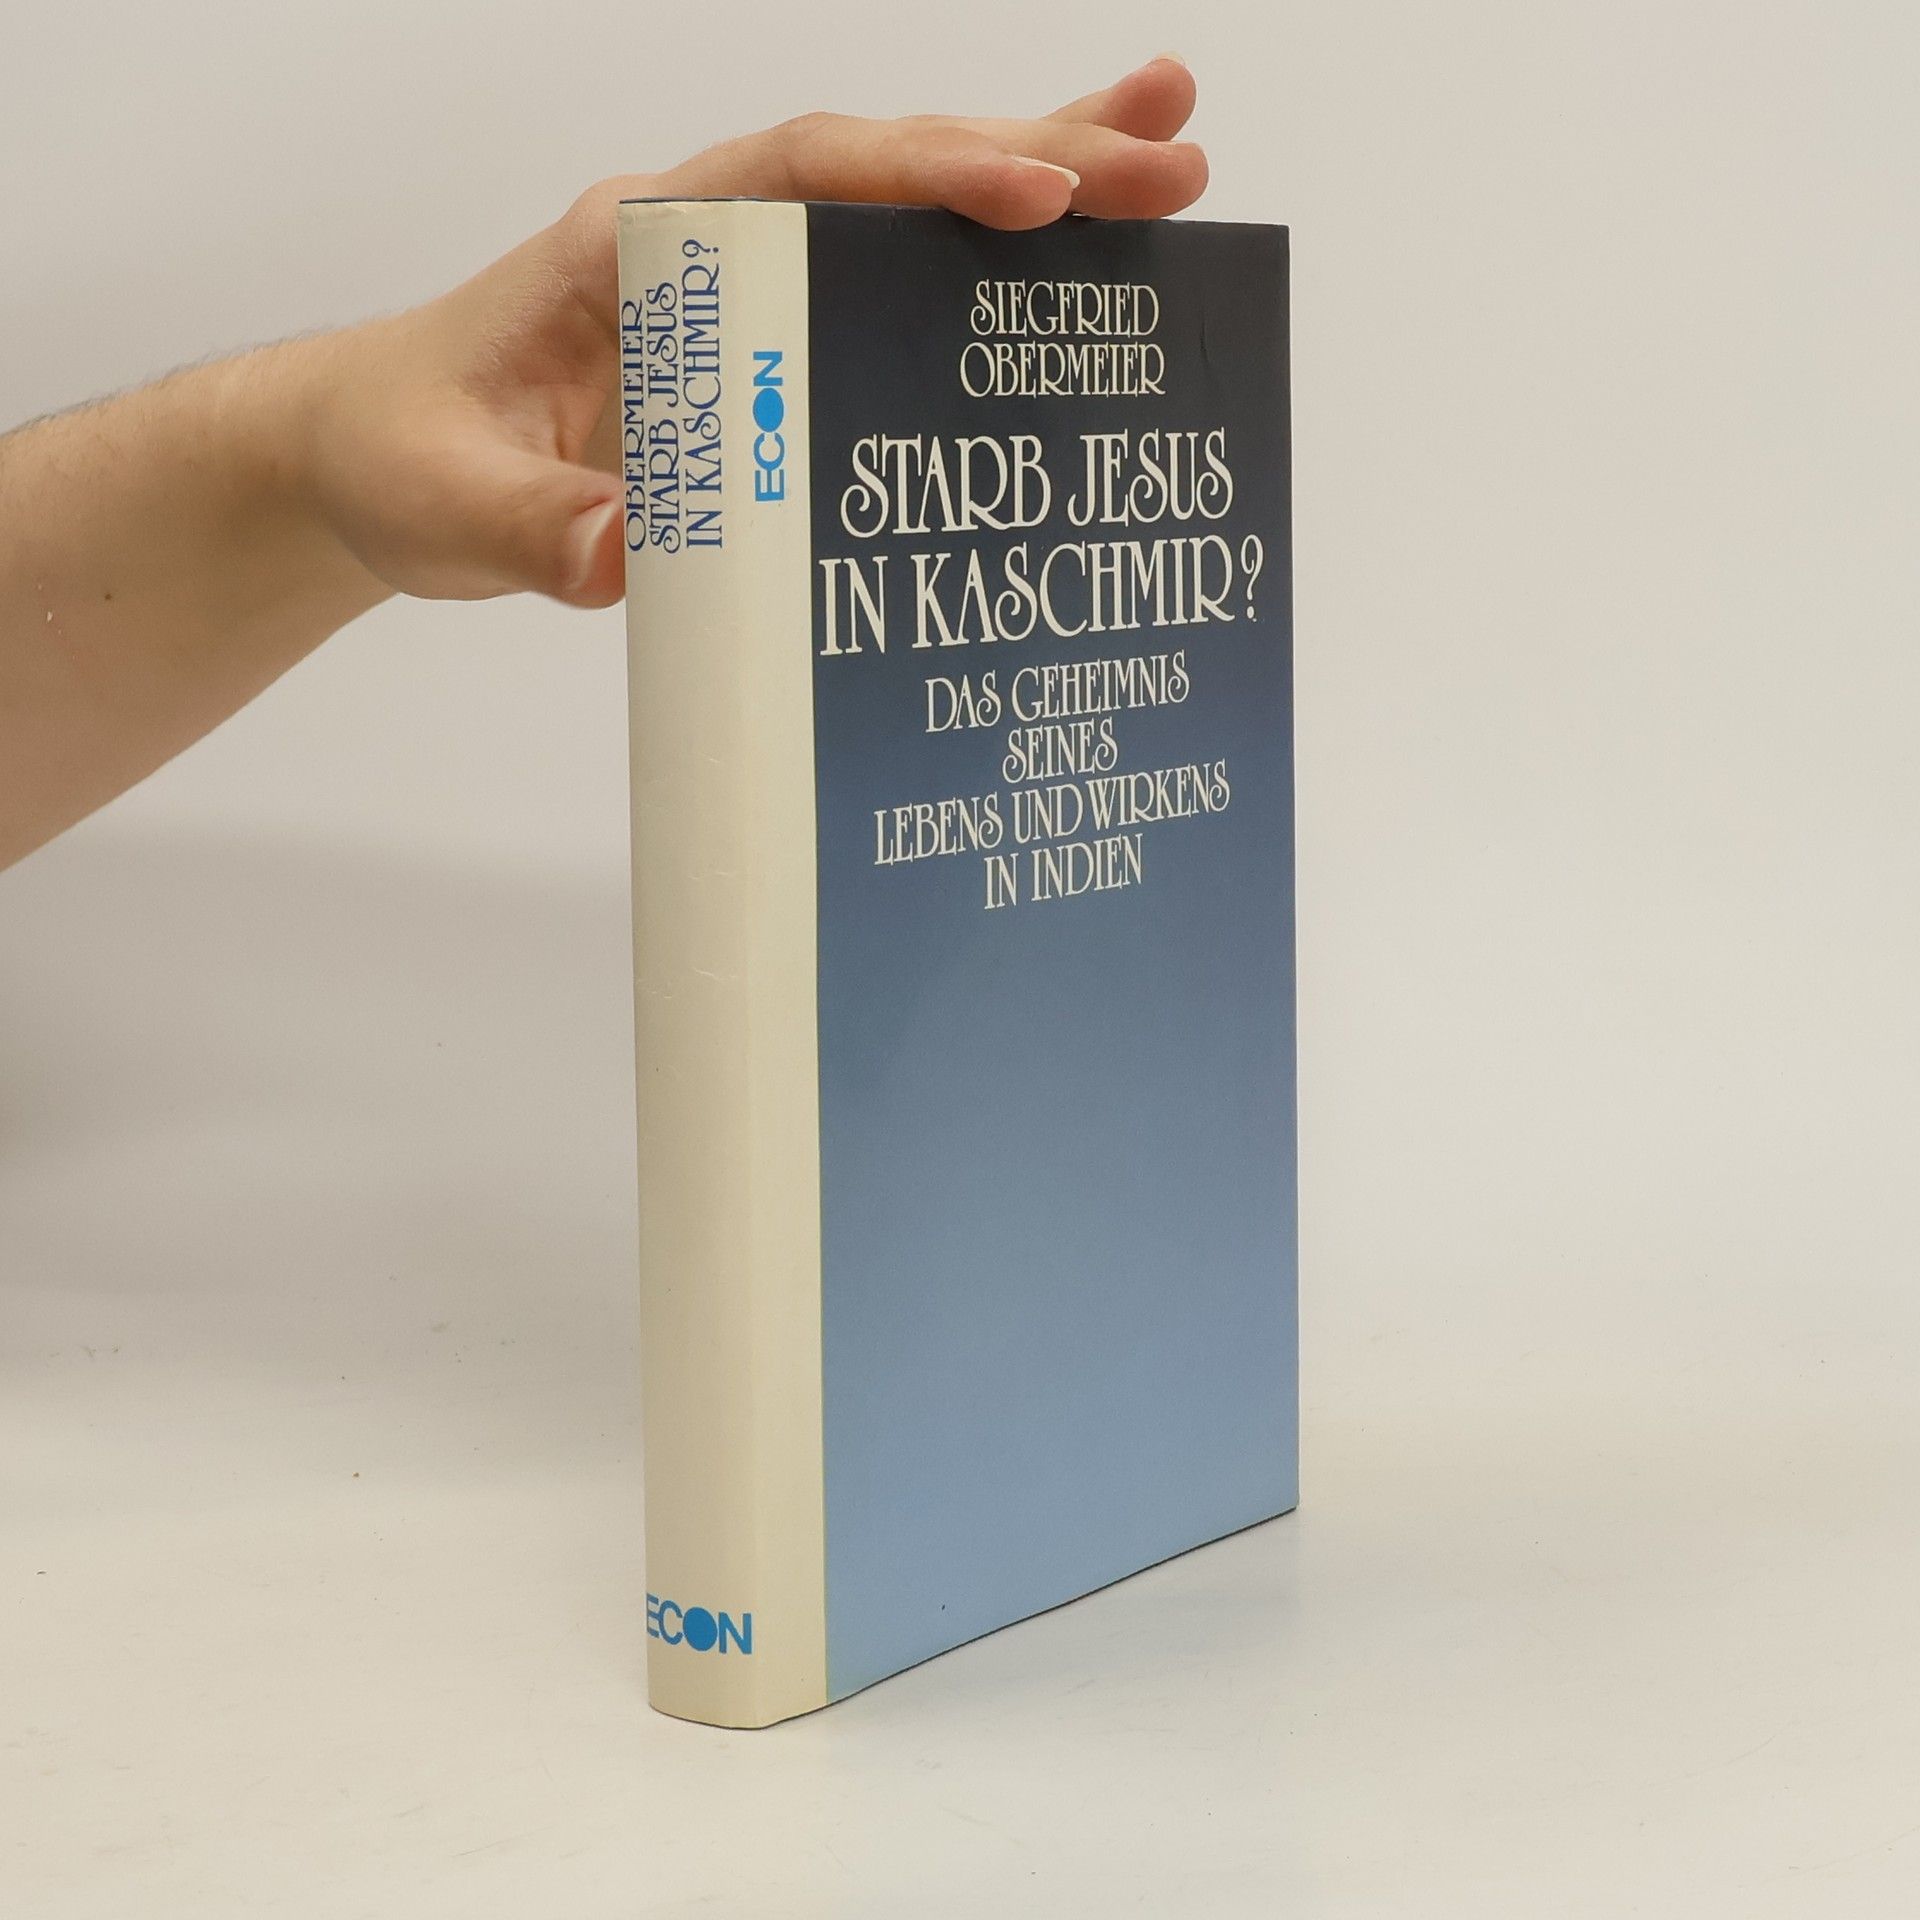 OBERMEIER
STARB JESUS
IN KASCHMIR?
ECON
ECON
SIEGFRIED
OBERMEIER
STARB JESUS
IN KASCHMIR?
DAS GEHEIMNIS
SEINES
LEBENS UND WIRKENS
IN INDIEN